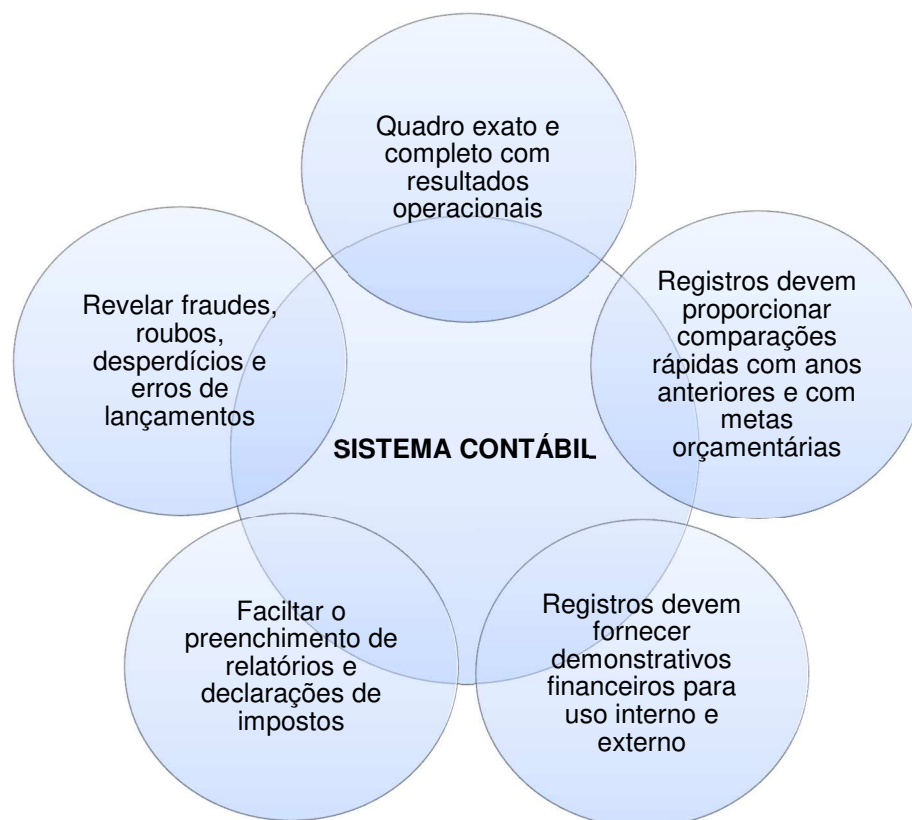 Quadro exato e
completo com
resultados
operacionais
Registros devem
proporcionar
comparações
rápidas com anos
anteriores e com
metas
orçamentárias
Registros devem
fornecer
demonstrativos
financeiros para
uso interno e
externo
Faciltar o
preenchimento de
relatórios e
declarações de
impostos
Revelar fraudes,
roubos,
desperdícios e
erros de
lançamentos
SISTEMA CONTÁBIL